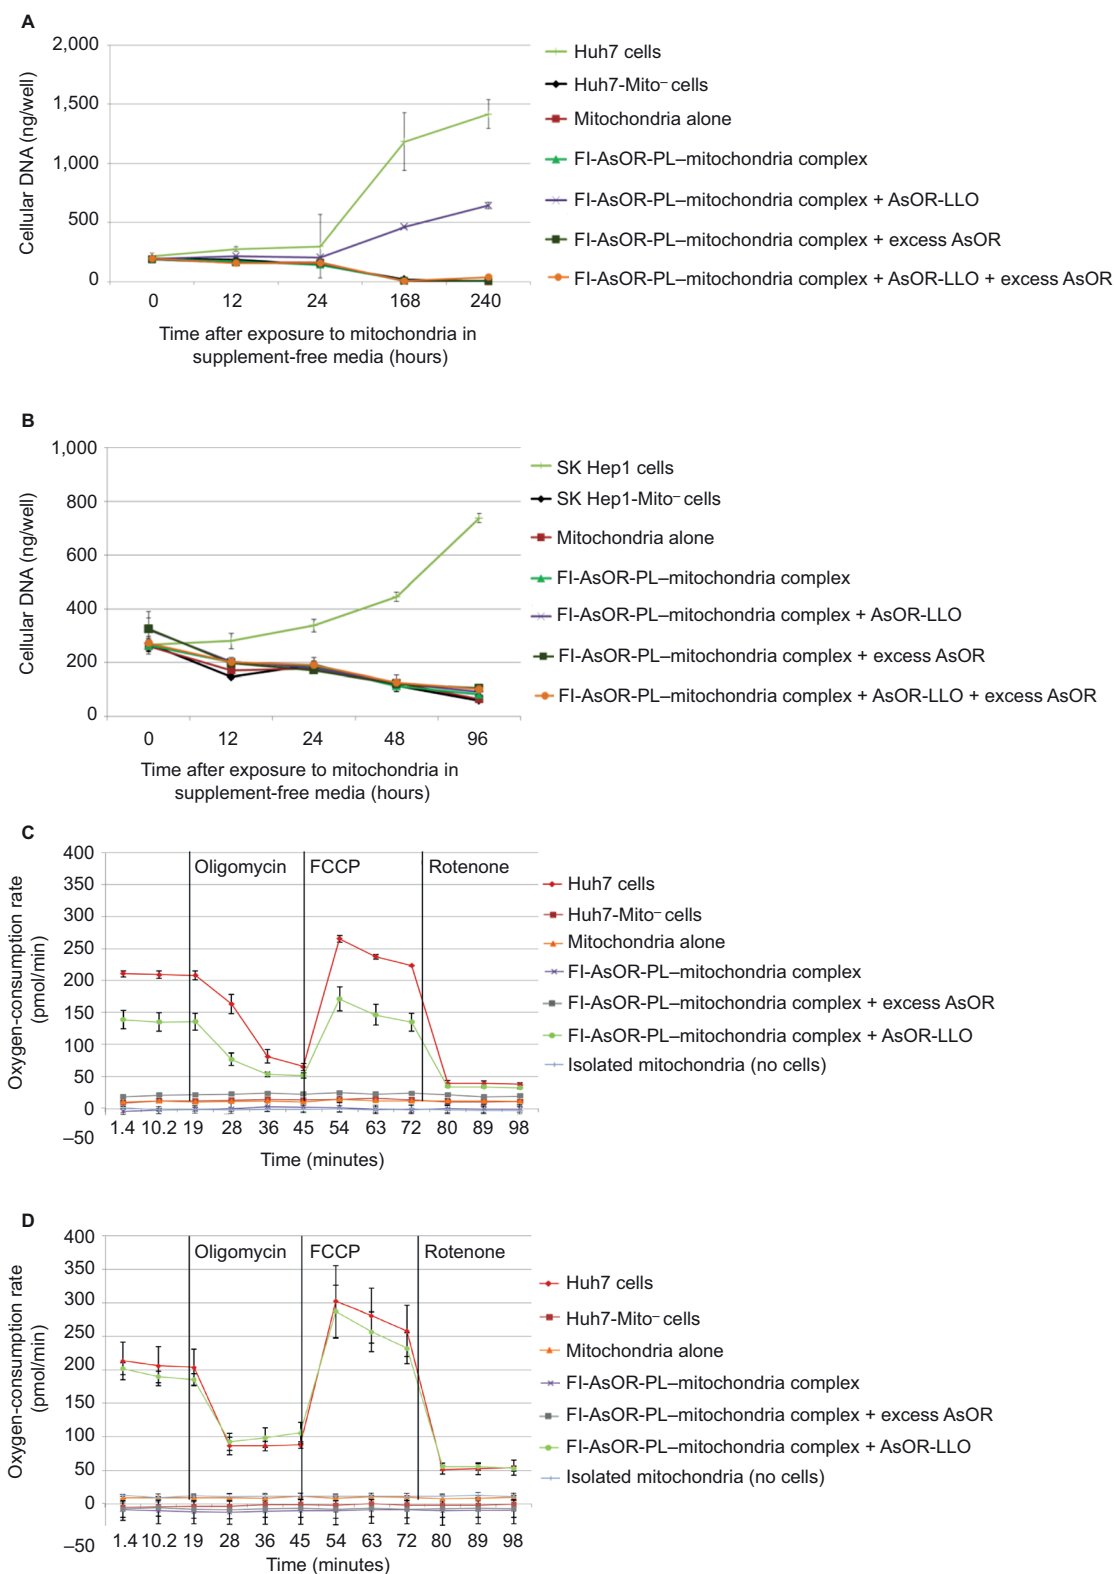 A
2,000
1,500
1,000
500
0
Cellular DNA (ng/well)
0 12 24 168 240
Time after exposure to mitochondria in
supplement-free media (hours)
Huh7 cells
Huh7-Mito– cells
Mitochondria alone
FI-AsOR-PL–mitochondria complex
FI-AsOR-PL–mitochondria complex + AsOR-LLO
FI-AsOR-PL–mitochondria complex + excess AsOR
FI-AsOR-PL–mitochondria complex + AsOR-LLO + excess AsOR
B
1,000
800
600
400
200
0
Cellular DNA (ng/well)
0 12 24 48 96
Time after exposure to mitochondria in
supplement-free media (hours)
SK Hep1 cells
SK Hep1-Mito– cells
Mitochondria alone
FI-AsOR-PL–mitochondria complex
FI-AsOR-PL–mitochondria complex + AsOR-LLO
FI-AsOR-PL–mitochondria complex + excess AsOR
FI-AsOR-PL–mitochondria complex + AsOR-LLO + excess AsOR
C
400
350
300
250
200
150
100
50
0
–50
Oxygen-consumption rate
(pmol/min)
Oligomycin FCCP Rotenone
1.4 10.2 19 28 36 45 54 63 72 80 89 98
Time (minutes)
Huh7 cells
Huh7-Mito– cells
Mitochondria alone
FI-AsOR-PL–mitochondria complex
FI-AsOR-PL–mitochondria complex + excess AsOR
FI-AsOR-PL–mitochondria complex + AsOR-LLO
Isolated mitochondria (no cells)
D
400
350
300
250
200
150
100
50
0
–50
Oxygen-consumption rate
(pmol/min)
Oligomycin FCCP Rotenone
1.4 10.2 19 28 36 45 54 63 72 80 89 98
Time (minutes)
Huh7 cells
Huh7-Mito– cells
Mitochondria alone
FI-AsOR-PL–mitochondria complex
FI-AsOR-PL–mitochondria complex + excess AsOR
FI-AsOR-PL–mitochondria complex + AsOR-LLO
Isolated mitochondria (no cells)